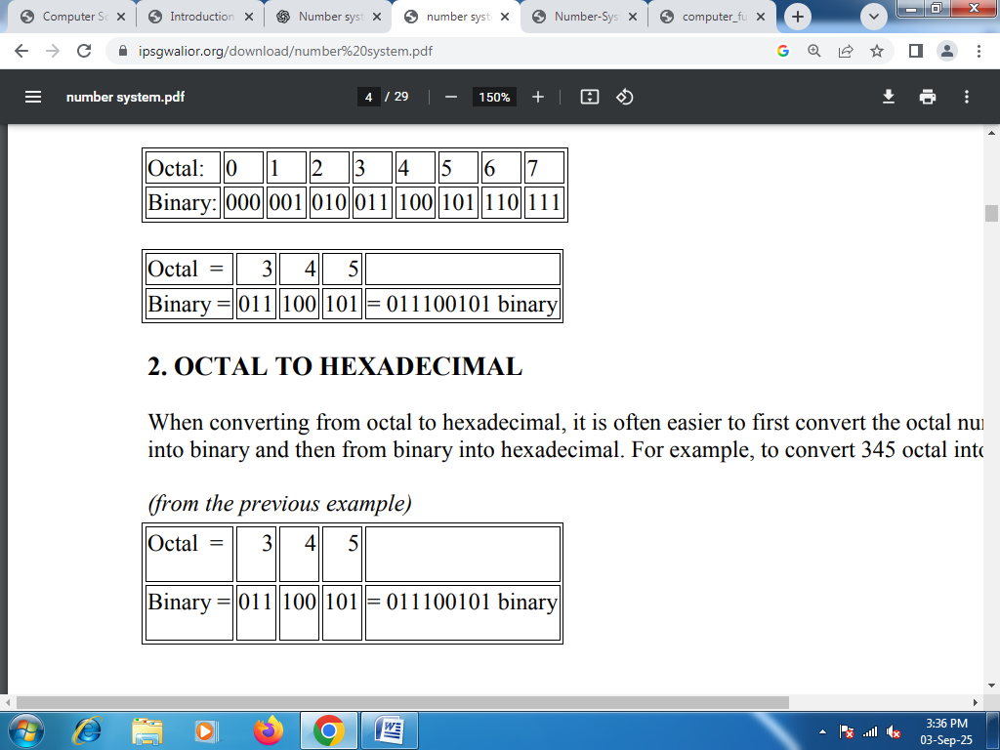 Computer Sc
Introduction
Number syst
number syst
Number-Sys
computer_fu
ipsgwalior.org/download/number%20system.pdf
number system.pdf
4 / 29
150%
Octal: 0 1 2 3 4 5 6 7
Binary: 000 001 010 011 100 101 110 111
Octal = 3 4 5
Binary = 011 100 101 = 011100101 binary
2. OCTAL TO HEXADECIMAL
When converting from octal to hexadecimal, it is often easier to first convert the octal nu
into binary and then from binary into hexadecimal. For example, to convert 345 octal into
(from the previous example)
Octal = 3 4 5
Binary = 011 100 101 = 011100101 binary
3:36 PM
03-Sep-25